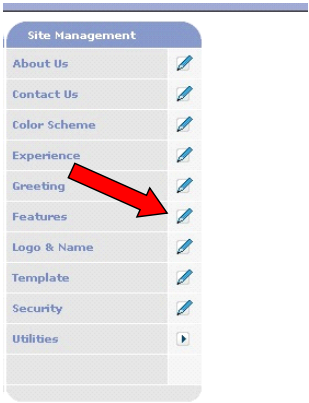 Site Management
About Us
Contact Us
Color Scheme
Experience
Greeting
Features
Logo & Name
Template
Security
Utilities